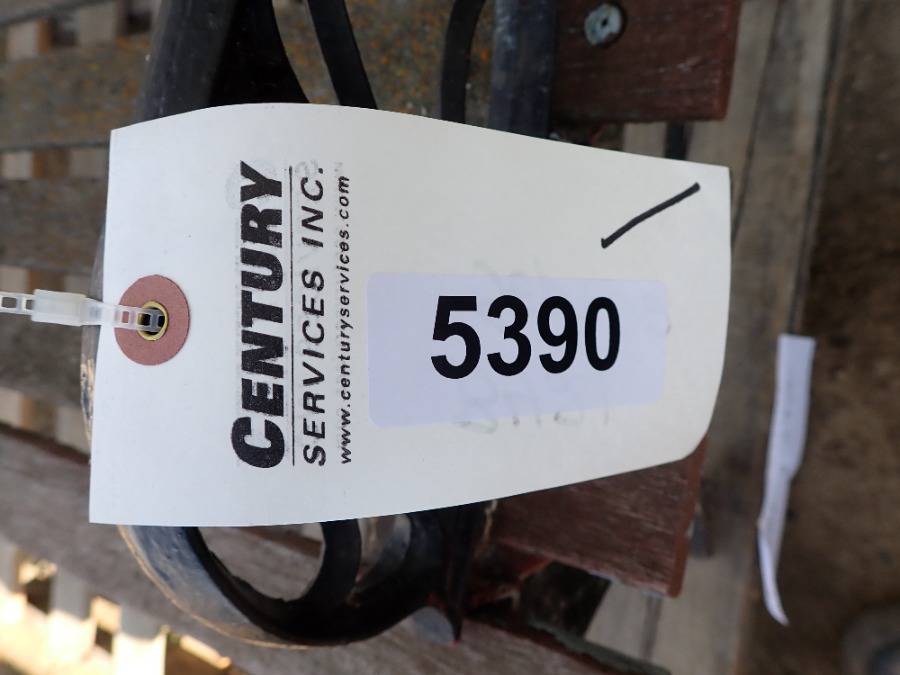 CENTURY
SERVICES INC.
www.centuryservices.com
5390